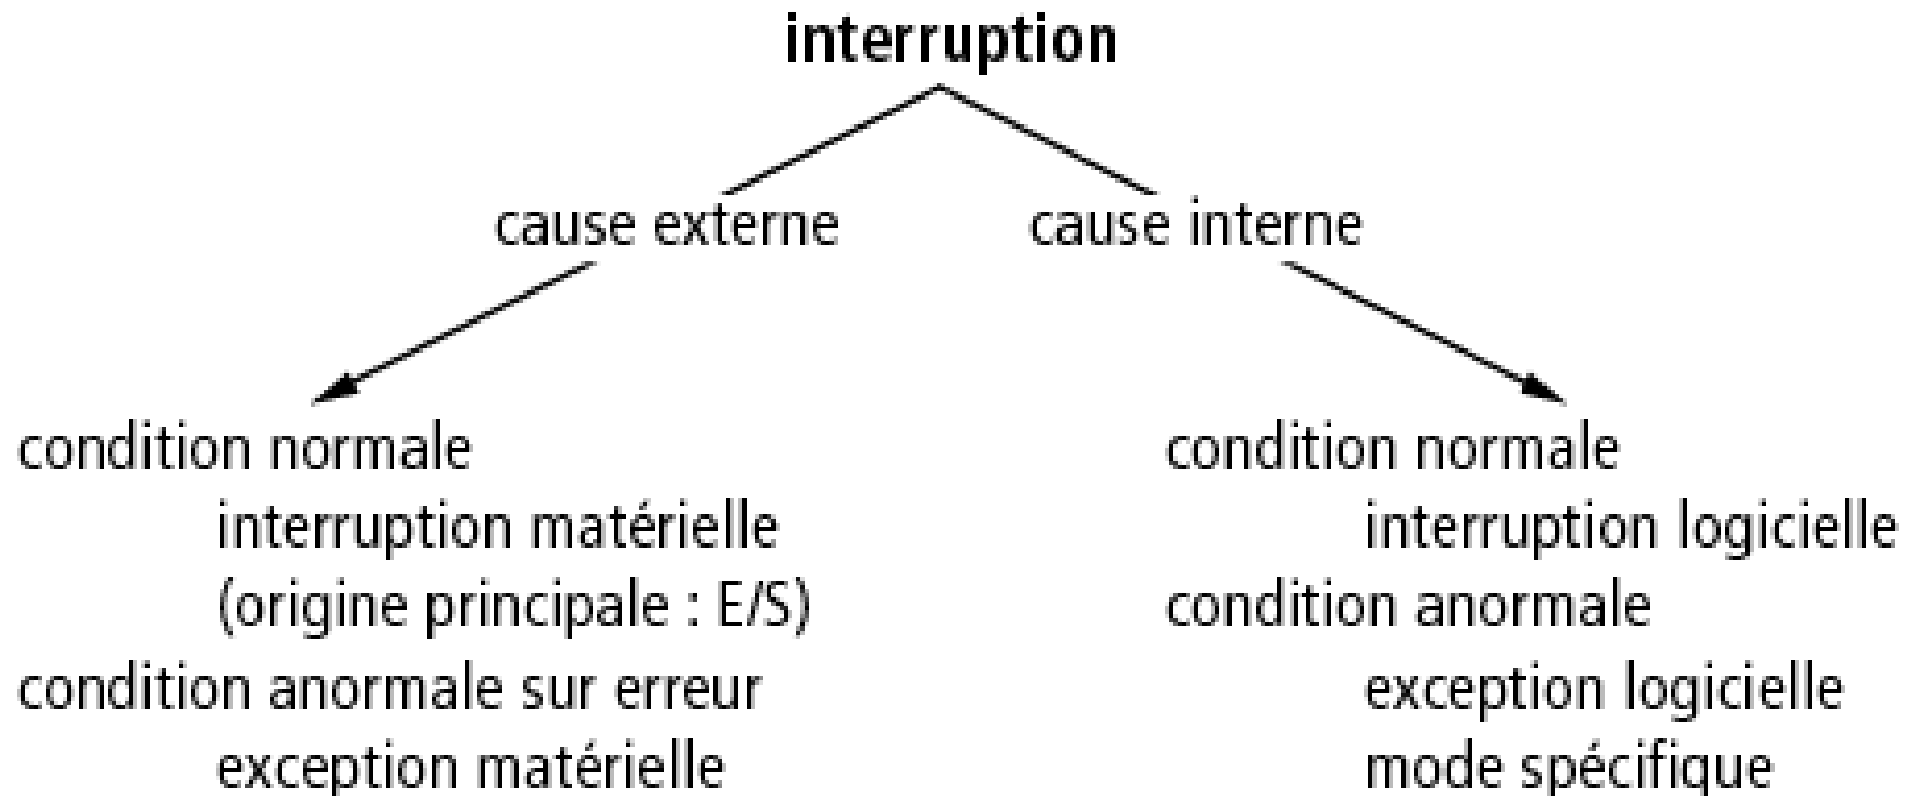 interruption
cause externe
cause interne
condition normale
interruption matérielle
(origine principale : E/S)
condition anormale sur erreur
exception matérielle
condition normale
interruption logicielle
condition anormale
exception logicielle
mode spécifique